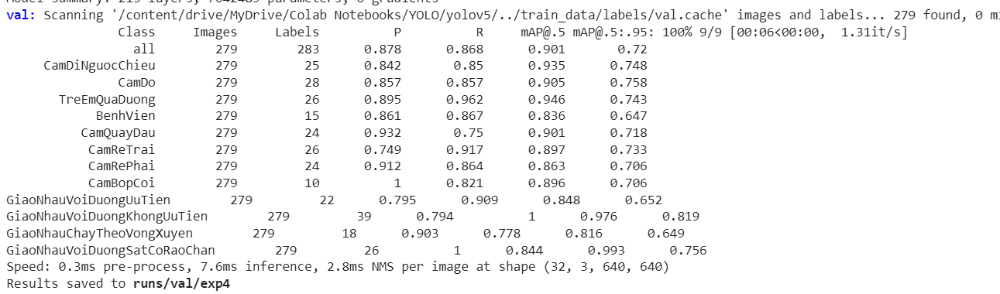 val: Scanning '/content/drive/MyDrive/Colab Notebooks/YOLO/yolov5/../train_data/labels/val.cache' images and labels... 279 found, 0
Class Images Labels P R mAP@.5 mAP@.5:.95: 100% 9/9 [00:06<00:00, 1.31it/s]
all 279 283 0.878 0.868 0.901 0.72
CamDiNguocChieu 279 25 0.842 0.85 0.935 0.748
CamDo 279 28 0.857 0.857 0.905 0.758
TreEmQuaDuong 279 26 0.895 0.962 0.946 0.743
BenhVien 279 15 0.861 0.867 0.836 0.647
CamQuayDau 279 24 0.932 0.75 0.901 0.718
CamReTrai 279 26 0.749 0.917 0.897 0.733
CamRePhai 279 24 0.912 0.864 0.863 0.706
CamBopCoi 279 10 1 0.821 0.896 0.706
GiaoNhauVoiDuongUuTien 279 22 0.795 0.909 0.848 0.652
GiaoNhauVoiDuongKhongUuTien 279 39 0.794 1 0.976 0.819
GiaoNhauChayTheoVongXuyen 279 18 0.903 0.778 0.816 0.649
GiaoNhauVoiDuongSatCoRaoChan 279 26 1 0.844 0.993 0.756
Speed: 0.3ms pre-process, 7.6ms inference, 2.8ms NMS per image at shape (32, 3, 640, 640)
Results saved to runs/val/exp4